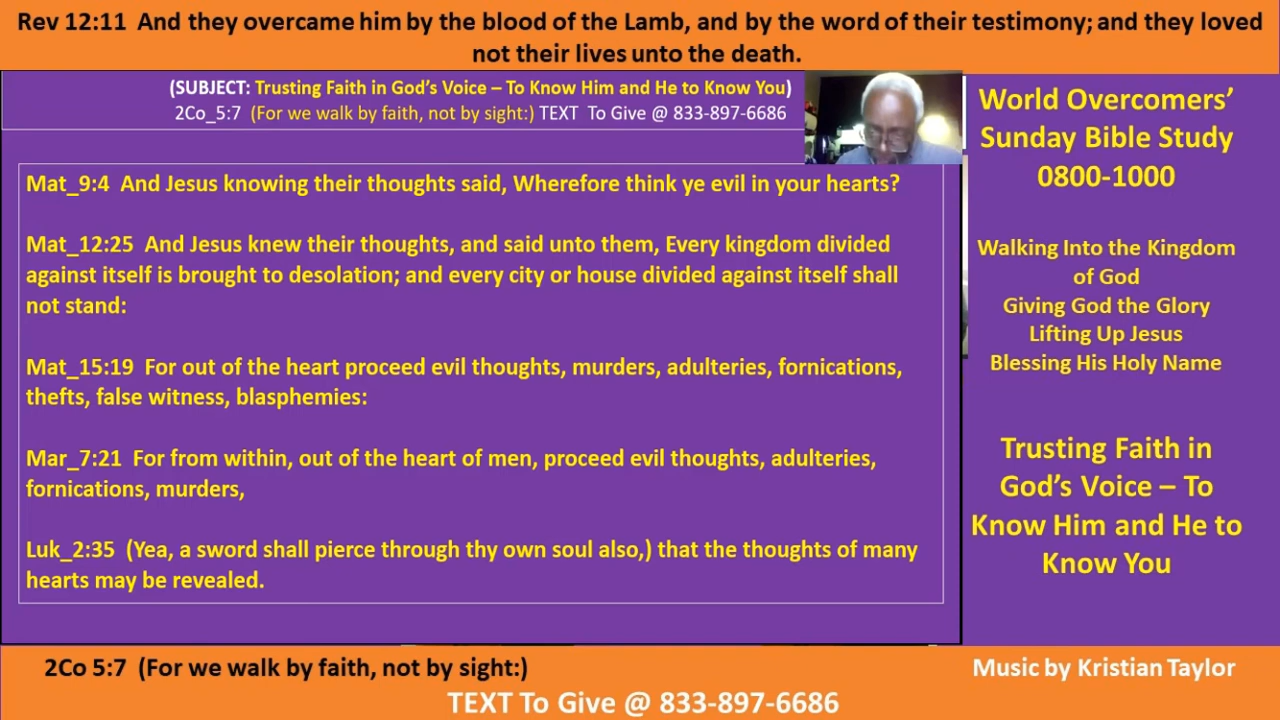 Rev 12:11  And they overcame him by the blood of the Lamb, and by the word of their testimony; and they loved
not their lives unto the death.
(SUBJECT: Trusting Faith in God's Voice – To Know Him and He to Know You)
2Co_5:7  (For we walk by faith, not by sight:) TEXT  To Give @ 833-897-6686
Mat_9:4  And Jesus knowing their thoughts said, Wherefore think ye evil in your hearts?
Mat_12:25  And Jesus knew their thoughts, and said unto them, Every kingdom divided
against itself is brought to desolation; and every city or house divided against itself shall
not stand:
Mat_15:19  For out of the heart proceed evil thoughts, murders, adulteries, fornications,
thefts, false witness, blasphemies:
Mar_7:21  For from within, out of the heart of men, proceed evil thoughts, adulteries,
fornications, murders,
Luk_2:35  (Yea, a sword shall pierce through thy own soul also,) that the thoughts of many
hearts may be revealed.
World Overcomers'
Sunday Bible Study
0800-1000
Walking Into the Kingdom
of God
Giving God the Glory
Lifting Up Jesus
Blessing His Holy Name
Trusting Faith in
God's Voice – To
Know Him and He to
Know You
2Co 5:7  (For we walk by faith, not by sight:)
Music by Kristian Taylor
TEXT To Give @ 833-897-6686